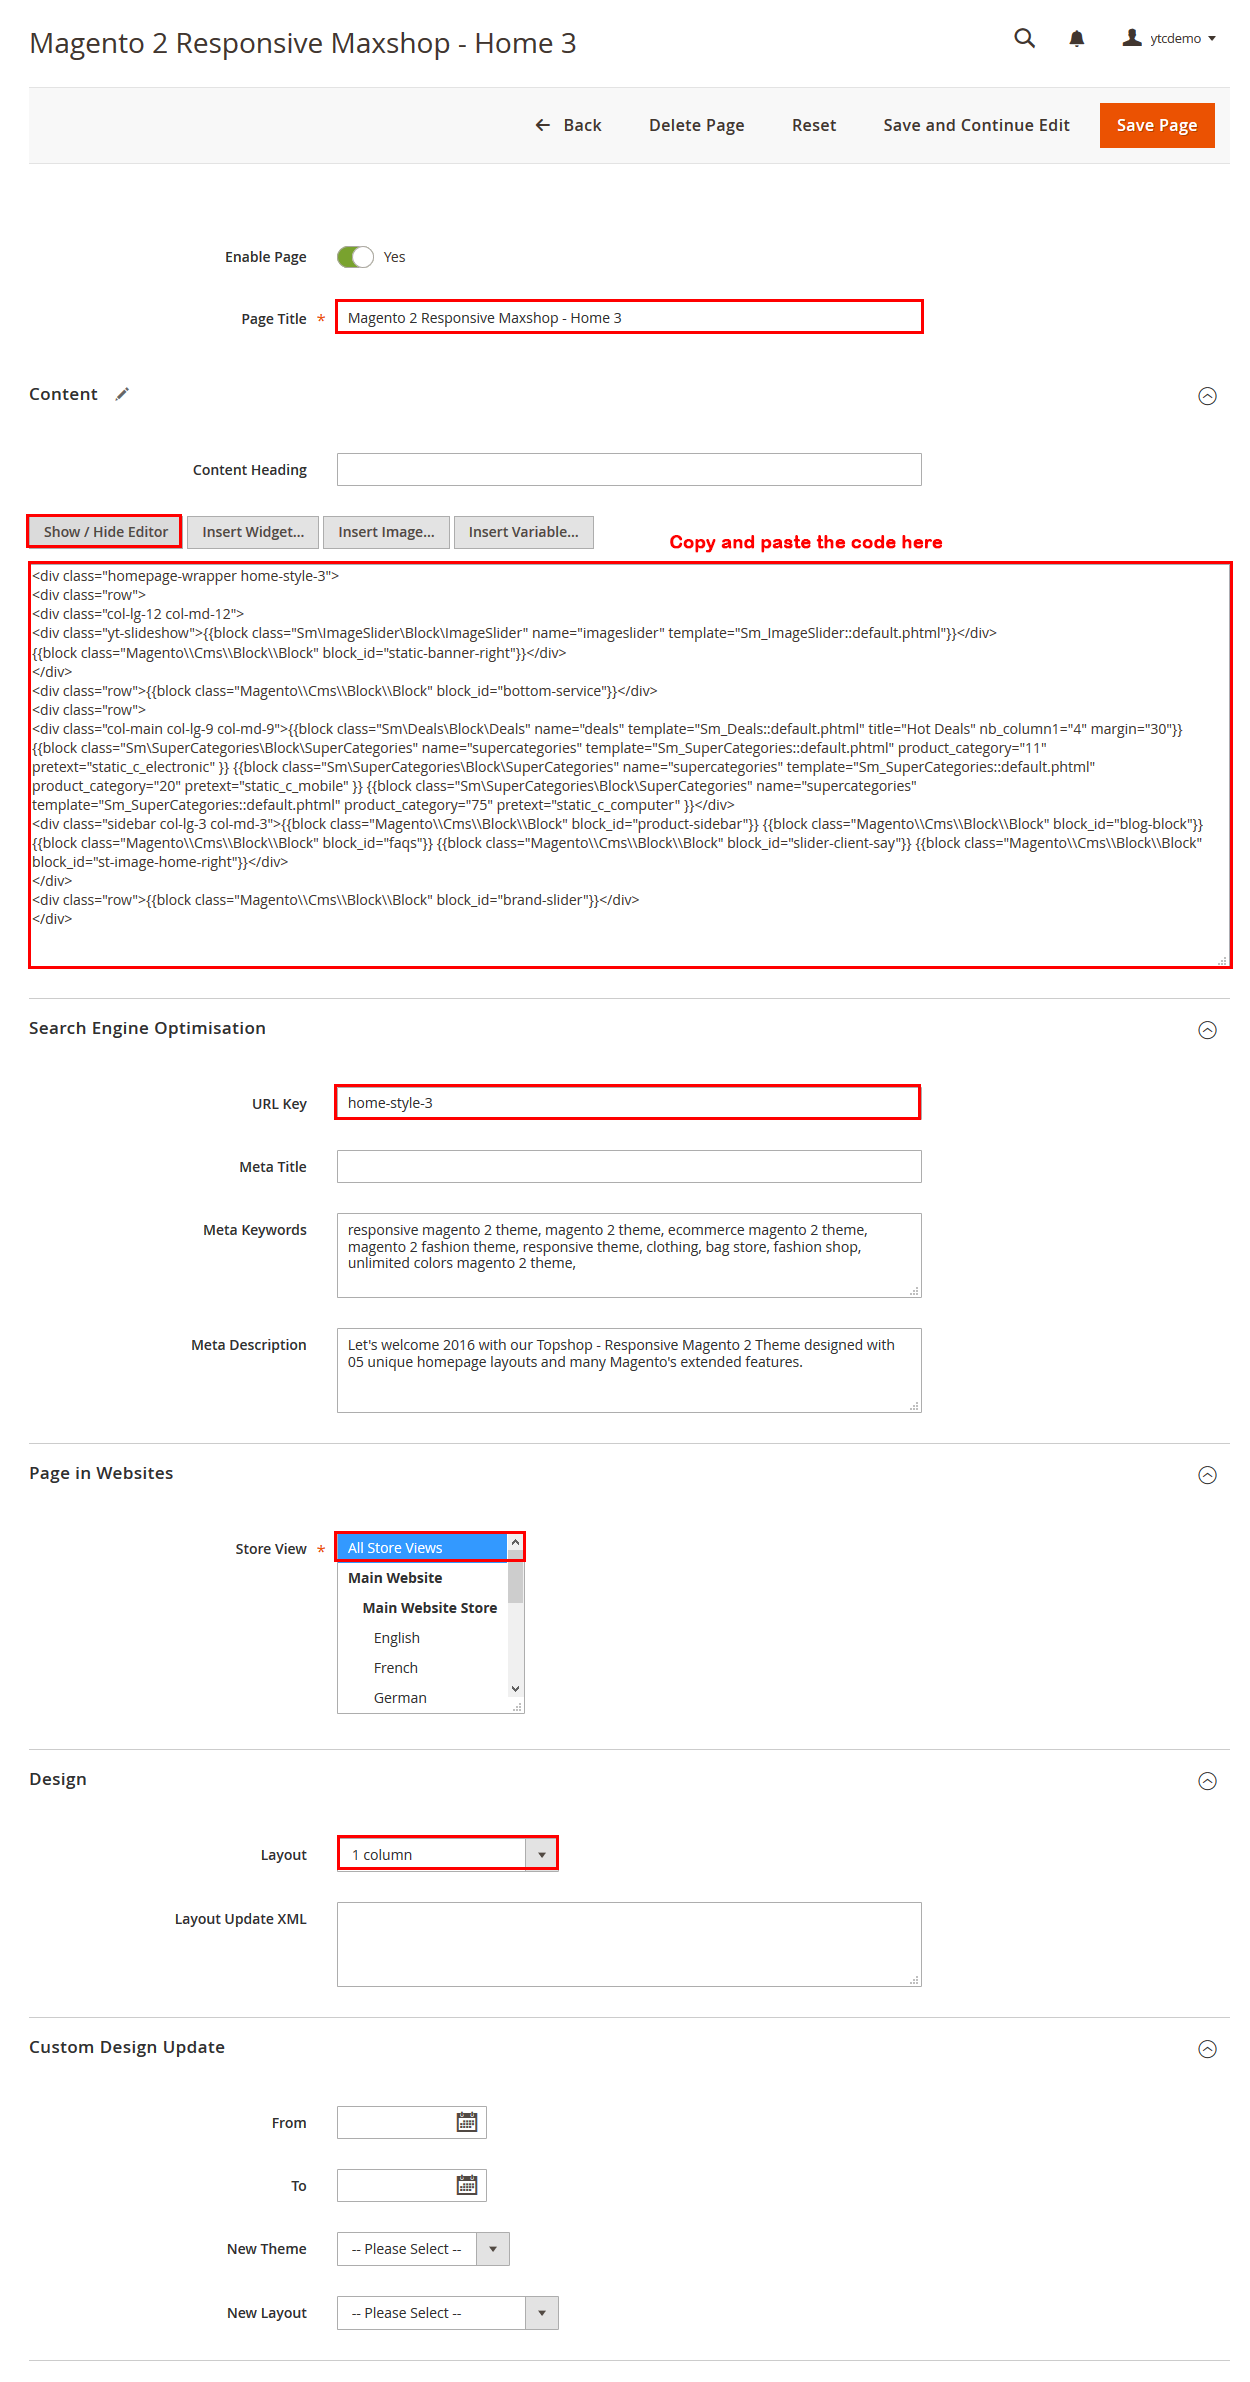 Magento 2 Responsive Maxshop - Home 3
ytcdemo
Back
Delete Page
Reset
Save and Continue Edit
Save Page
Enable Page
Yes
Page Title *
Magento 2 Responsive Maxshop - Home 3
Content
Content Heading
Show / Hide Editor
Insert Widget...
Insert Image...
Insert Variable...
Copy and paste the code here
<div class="homepage-wrapper home-style-3">
<div class="row">
<div class="col-lg-12 col-md-12">
<div class="yt-slideshow">{{block class="Sm\ImageSlider\Block\ImageSlider" name="imageslider" template="Sm_ImageSlider::default.phtml"}}</div>
{{block class="Magento\\Cms\\Block\\Block" block_id="static-banner-right"}}</div>
</div>
<div class="row">{{block class="Magento\\Cms\\Block\\Block" block_id="bottom-service"}}</div>
<div class="row">
<div class="col-main col-lg-9 col-md-9">{{block class="Sm\Deals\Block\Deals" name="deals" template="Sm_Deals::default.phtml" title="Hot Deals" nb_column1="4" margin="30"}}
{{block class="Sm\SuperCategories\Block\SuperCategories" name="supercategories" template="Sm_SuperCategories::default.phtml" product_category="11"
pretext="static_c_electronic" }} {{block class="Sm\SuperCategories\Block\SuperCategories" name="supercategories" template="Sm_SuperCategories::default.phtml"
product_category="20" pretext="static_c_mobile" }} {{block class="Sm\SuperCategories\Block\SuperCategories" name="supercategories"
template="Sm_SuperCategories::default.phtml" product_category="75" pretext="static_c_computer" }}</div>
<div class="sidebar col-lg-3 col-md-3">{{block class="Magento\\Cms\\Block\\Block" block_id="product-sidebar"}} {{block class="Magento\\Cms\\Block\\Block" block_id="blog-block"}}
{{block class="Magento\\Cms\\Block\\Block" block_id="faqs"}} {{block class="Magento\\Cms\\Block\\Block" block_id="slider-client-say"}} {{block class="Magento\\Cms\\Block\\Block"
block_id="st-image-home-right"}}</div>
</div>
<div class="row">{{block class="Magento\\Cms\\Block\\Block" block_id="brand-slider"}}</div>
</div>
Search Engine Optimisation
URL Key
home-style-3
Meta Title
Meta Keywords
responsive magento 2 theme, magento 2 theme, ecommerce magento 2 theme,
magento 2 fashion theme, responsive theme, clothing, bag store, fashion shop,
unlimited colors magento 2 theme,
Meta Description
Let's welcome 2016 with our Topshop - Responsive Magento 2 Theme designed with
05 unique homepage layouts and many Magento's extended features.
Page in Websites
Store View *
All Store Views
Main Website
Main Website Store
English
French
German
Design
Layout
1 column
Layout Update XML
Custom Design Update
From
To
New Theme
-- Please Select --
New Layout
-- Please Select --